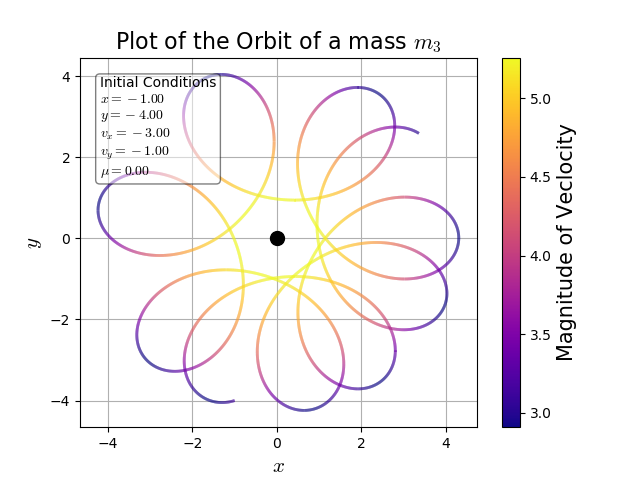 Plot of the Orbit of a mass m₃
Initial Conditions
x = −1.00
y = −4.00
vₓ = −3.00
v_y = −1.00
μ = 0.00
4
2
0
−2
−4
y
−4
−2
0
2
4
x
5.0
4.5
4.0
3.5
3.0
Magnitude of Veclocity